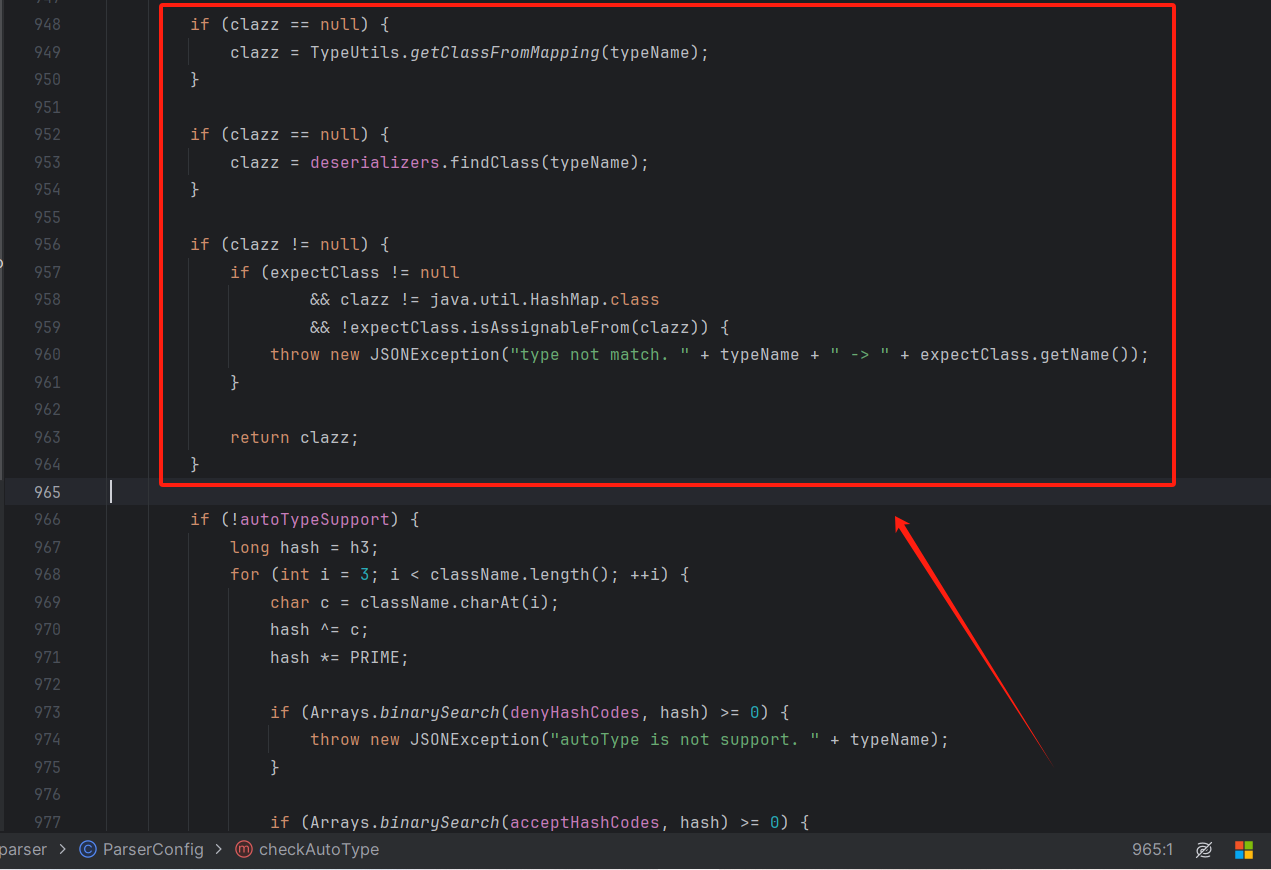 948 if (clazz == null) {
949 clazz = TypeUtils.getClassFromMapping(typeName);
950 }
951
952 if (clazz == null) {
953 clazz = deserializers.findClass(typeName);
954 }
955
956 if (clazz != null) {
957 if (expectClass != null
958 && clazz != java.util.HashMap.class
959 && !expectClass.isAssignableFrom(clazz)) {
960 throw new JSONException("type not match. " + typeName + " -> " + expectClass.getName());
961 }
962
963 return clazz;
964 }
965
966 if (!autoTypeSupport) {
967 long hash = h3;
968 for (int i = 3; i < className.length(); ++i) {
969 char c = className.charAt(i);
970 hash ^= c;
971 hash *= PRIME;
972
973 if (Arrays.binarySearch(denyHashCodes, hash) >= 0) {
974 throw new JSONException("autoType is not support. " + typeName);
975 }
976
977 if (Arrays.binarySearch(acceptHashCodes, hash) >= 0) {
parser > C ParserConfig > m checkAutoType 965:1